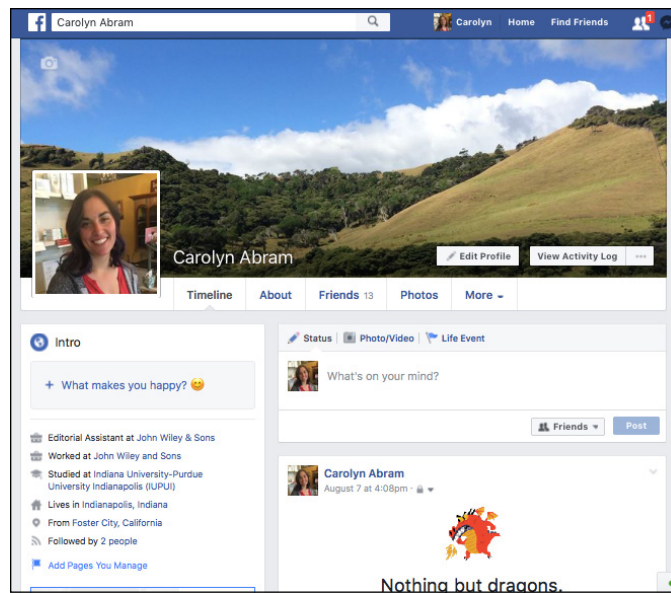 f Carolyn Abram Carolyn Home Find Friends 1
Carolyn Abram Edit Profile View Activity Log
Timeline About Friends 13 Photos More
Intro
+ What makes you happy? 😄
Editorial Assistant at John Wiley & Sons
Worked at John Wiley and Sons
Studied at Indiana University-Purdue
University Indianapolis (IUPUI)
Lives in Indianapolis, Indiana
From Foster City, California
Followed by 2 people
Add Pages You Manage
Status Photo/Video Life Event
What's on your mind?
Friends Post
Carolyn Abram
August 7 at 4:08pm ·
Nothing but dragons.